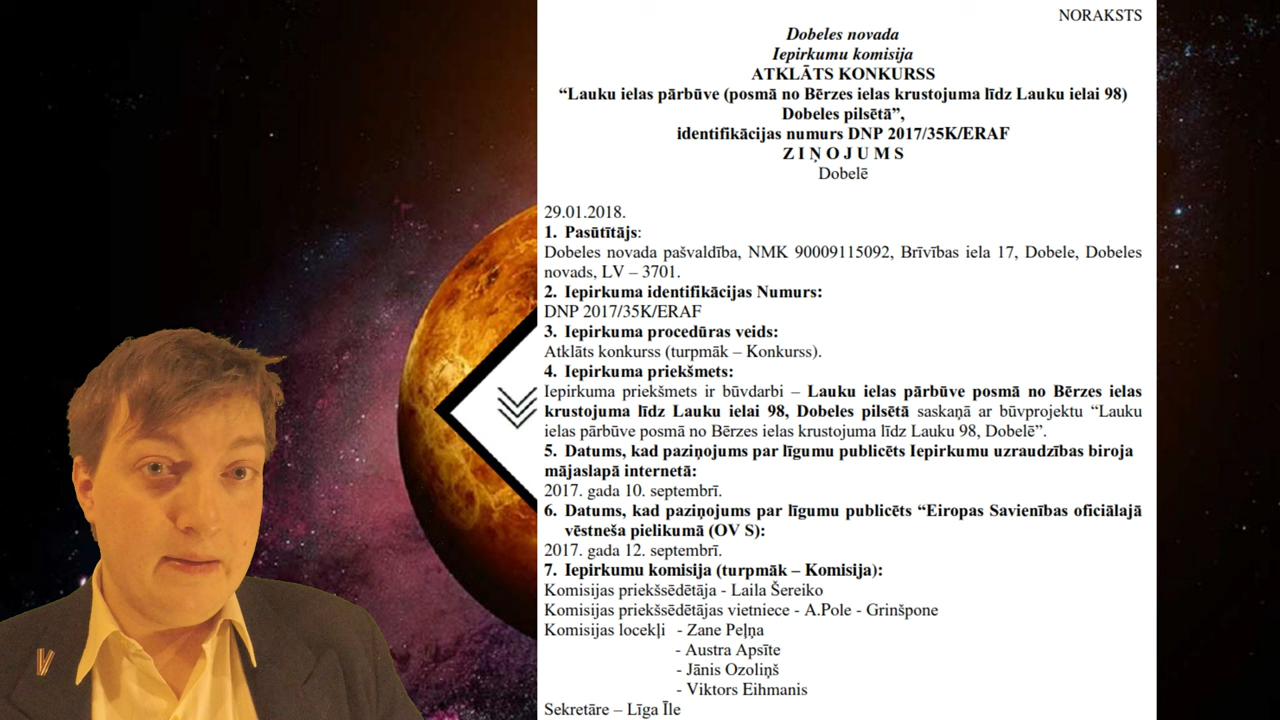 NORAKSTS
Dobeles novada
Iepirkumu komisija
ATKLĀTS KONKURSS
“Lauku ielas pārbūve (posmā no Bērzes ielas krustojuma līdz Lauku ielai 98)
Dobeles pilsētā”,
identifikācijas numurs DNP 2017/35K/ERAF
Z I Ņ O J U M S
Dobelē
29.01.2018.
1. Pasūtītājs:
Dobeles novada pašvaldība, NMK 90009115092, Brīvības iela 17, Dobele, Dobeles
novads, LV – 3701.
2. Iepirkuma identifikācijas Numurs:
DNP 2017/35K/ERAF
3. Iepirkuma procedūras veids:
Atklāts konkurss (turpmāk – Konkurss).
4. Iepirkuma priekšmets:
Iepirkuma priekšmets ir būvdarbi – Lauku ielas pārbūve posmā no Bērzes ielas
krustojuma līdz Lauku ielai 98, Dobeles pilsētā saskaņā ar būvprojektu “Lauku
ielas pārbūve posmā no Bērzes ielas krustojuma līdz Lauku 98, Dobelē”.
5. Datums, kad paziņojums par līgumu publicēts Iepirkumu uzraudzības biroja
mājaslapā internetā:
2017. gada 10. septembrī.
6. Datums, kad paziņojums par līgumu publicēts “Eiropas Savienības oficiālajā
vēstneša pielikumā (OV S):
2017. gada 12. septembrī.
7. Iepirkumu komisija (turpmāk – Komisija):
Komisijas priekšsēdētāja - Laila Šereiko
Komisijas priekšsēdētājas vietniece - A.Pole - Grinšpone
Komisijas locekļi - Zane Peļņa
- Austra Apsīte
- Jānis Ozoliņš
- Viktors Eihmanis
Sekretāre – Līga Īle